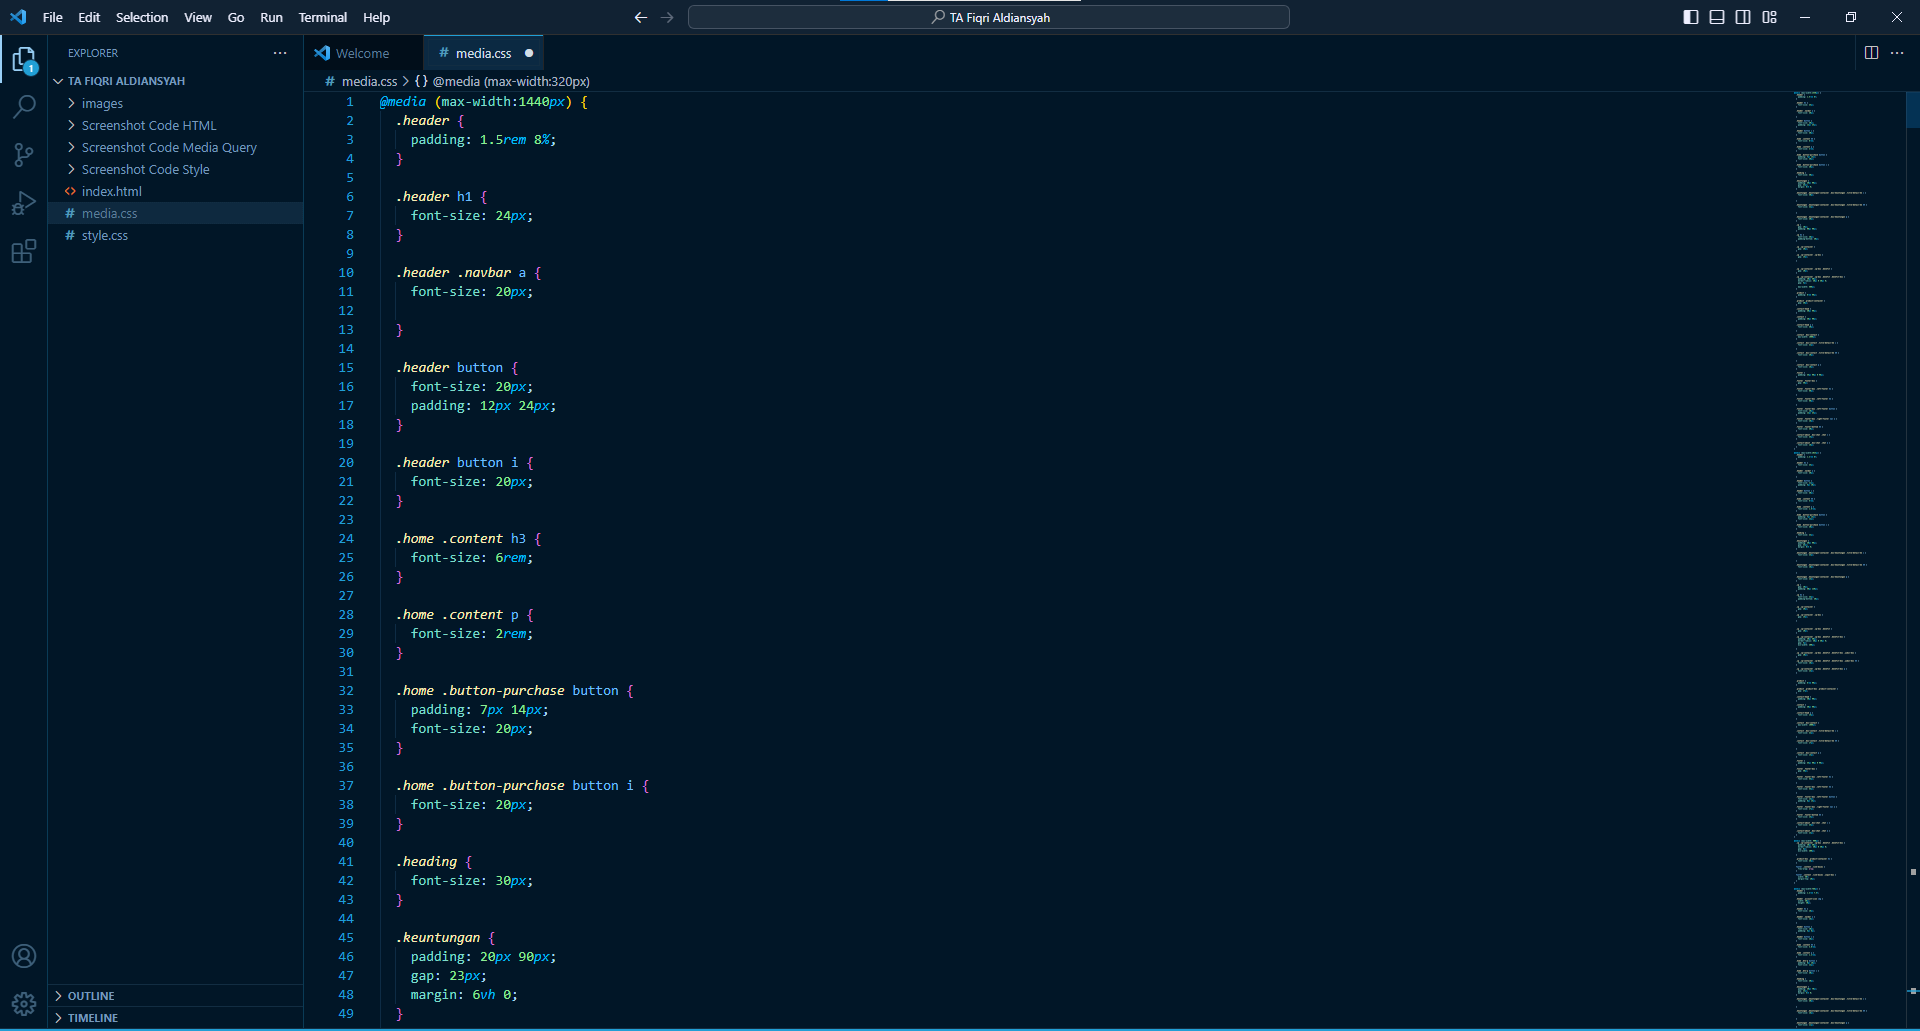 File Edit Selection View Go Run Terminal Help
TA Fiqri Aldiansyah
EXPLORER
TA FIQRI ALDIANSYAH
images
Screenshot Code HTML
Screenshot Code Media Query
Screenshot Code Style
index.html
media.css
style.css
OUTLINE
TIMELINE
1
Welcome
media.css
media.css > {} @media (max-width:320px)
1 @media (max-width:1440px) {
2 .header {
3 padding: 1.5rem 8%;
4 }
5
6 .header h1 {
7 font-size: 24px;
8 }
9
10 .header .navbar a {
11 font-size: 20px;
12
13 }
14
15 .header button {
16 font-size: 20px;
17 padding: 12px 24px;
18 }
19
20 .header button i {
21 font-size: 20px;
22 }
23
24 .home .content h3 {
25 font-size: 6rem;
26 }
27
28 .home .content p {
29 font-size: 2rem;
30 }
31
32 .home .button-purchase button {
33 padding: 7px 14px;
34 font-size: 20px;
35 }
36
37 .home .button-purchase button i {
38 font-size: 20px;
39 }
40
41 .heading {
42 font-size: 30px;
43 }
44
45 .keuntungan {
46 padding: 20px 90px;
47 gap: 23px;
48 margin: 6vh 0;
49 }